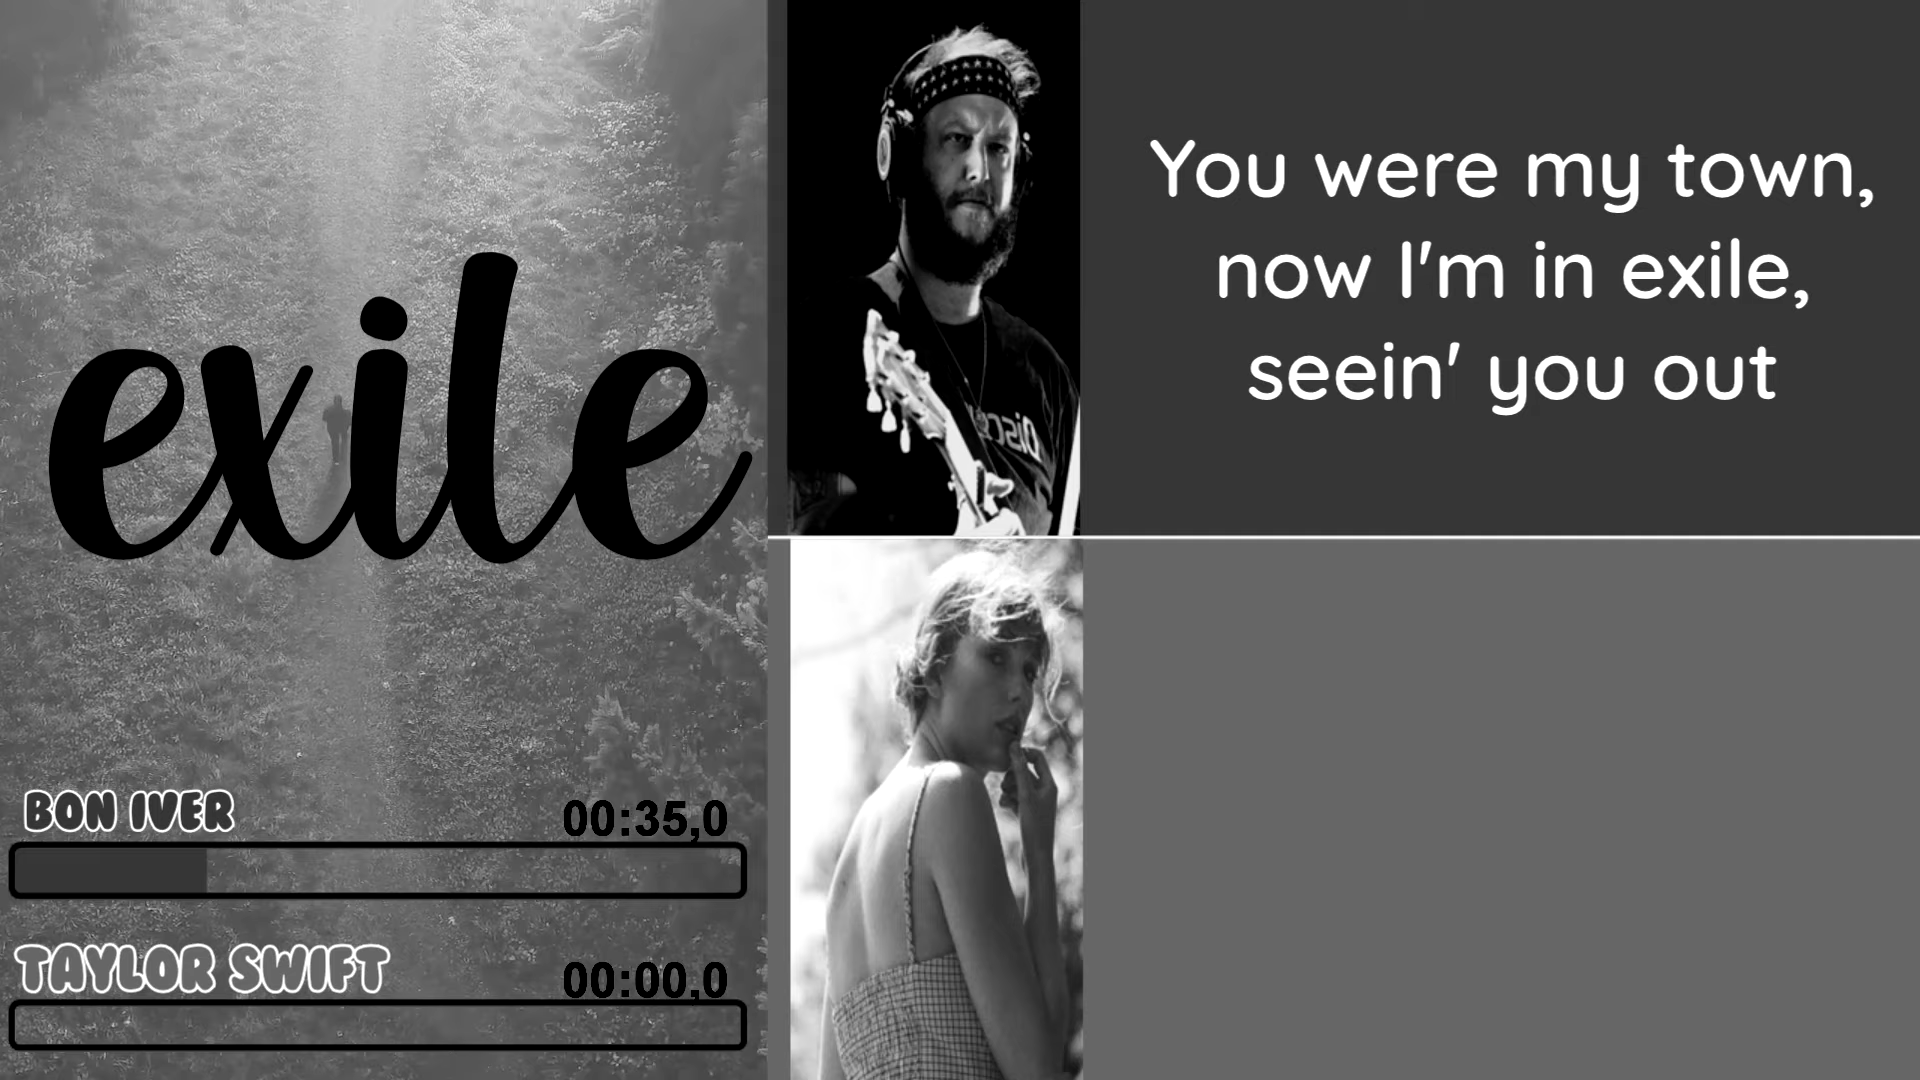 exile
BON IVER
00:35,0
TAYLOR SWIFT
00:00,0
You were my town,
now I'm in exile,
seein' you out